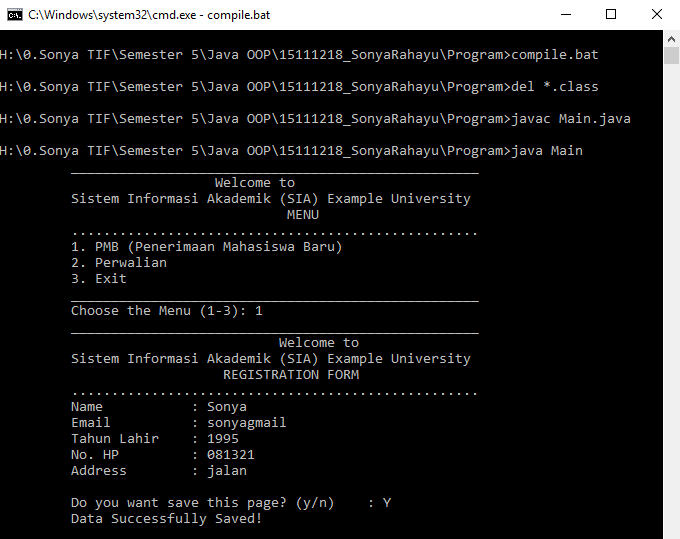 C:\Windows\system32\cmd.exe - compile.bat
H:\0.Sonya TIF\Semester 5\Java OOP\15111218_SonyaRahayu\Program>compile.bat
H:\0.Sonya TIF\Semester 5\Java OOP\15111218_SonyaRahayu\Program>del *.class
H:\0.Sonya TIF\Semester 5\Java OOP\15111218_SonyaRahayu\Program>javac Main.java
H:\0.Sonya TIF\Semester 5\Java OOP\15111218_SonyaRahayu\Program>java Main
___________________________________________________
Welcome to
Sistem Informasi Akademik (SIA) Example University
MENU
...................................................
1. PMB (Penerimaan Mahasiswa Baru)
2. Perwalian
3. Exit
___________________________________________________
Choose the Menu (1-3): 1
___________________________________________________
Welcome to
Sistem Informasi Akademik (SIA) Example University
REGISTRATION FORM
...................................................
Name : Sonya
Email : sonyagmail
Tahun Lahir : 1995
No. HP : 081321
Address : jalan
Do you want save this page? (y/n) : Y
Data Successfully Saved!